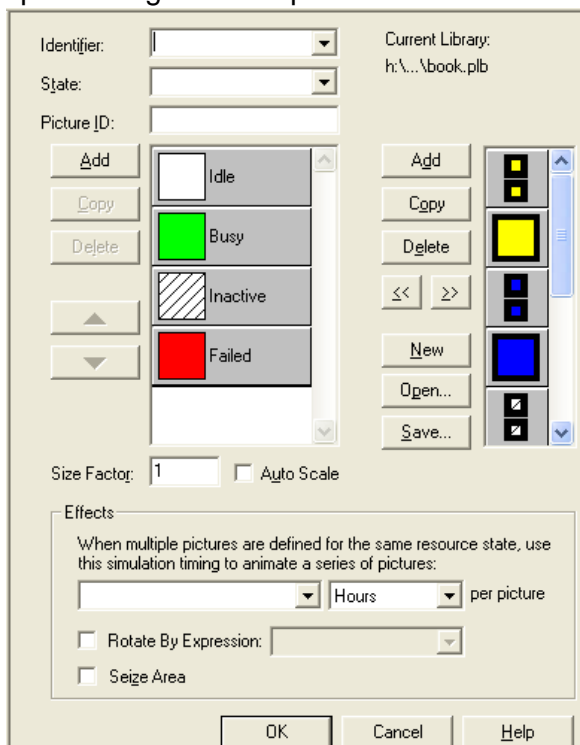 Identifier:
Current Library:
h:\...\book.plb
State:
Picture ID:
Add
Copy
Delete
Idle
Busy
Inactive
Failed
Add
Copy
Delete
<<
>>
New
Open...
Save...
Size Factor:
1
Auto Scale
Effects
When multiple pictures are defined for the same resource state, use
this simulation timing to animate a series of pictures:
Hours
per picture
Rotate By Expression:
Seize Area
OK
Cancel
Help